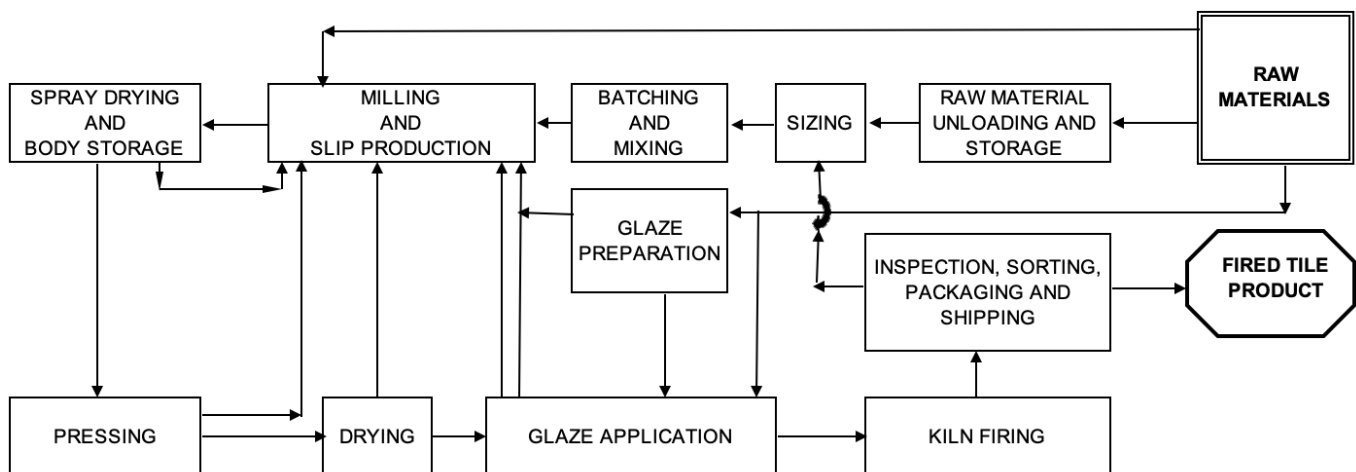 RAW
MATERIALS
SPRAY DRYING
AND
BODY STORAGE
MILLING
AND
SLIP PRODUCTION
BATCHING
AND
MIXING
SIZING
RAW MATERIAL
UNLOADING AND
STORAGE
GLAZE
PREPARATION
INSPECTION, SORTING,
PACKAGING AND
SHIPPING
FIRED TILE
PRODUCT
PRESSING
DRYING
GLAZE APPLICATION
KILN FIRING